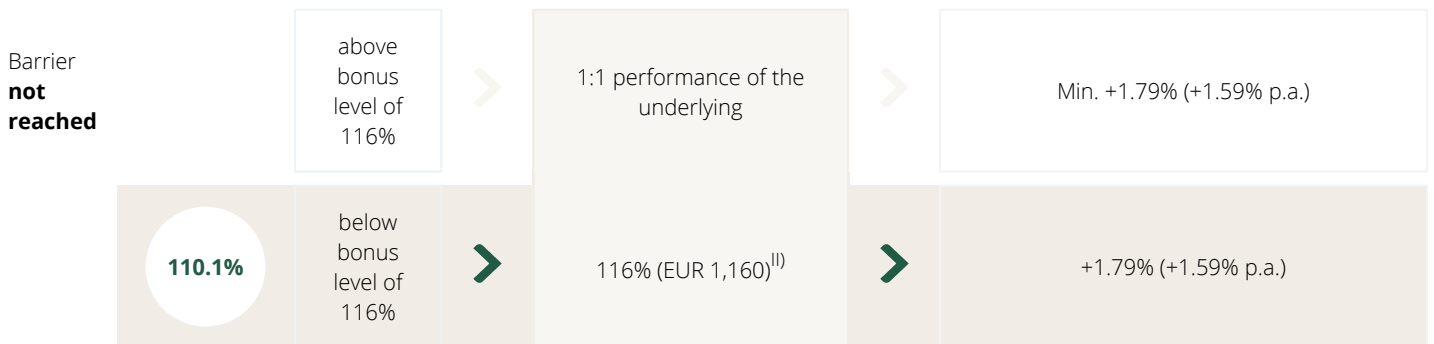 Barrier
not
reached
above
bonus
level of
116%
1:1 performance of the
underlying
Min. +1.79% (+1.59% p.a.)
110.1%
below
bonus
level of
116%
116% (EUR 1,160)II)
+1.79% (+1.59% p.a.)